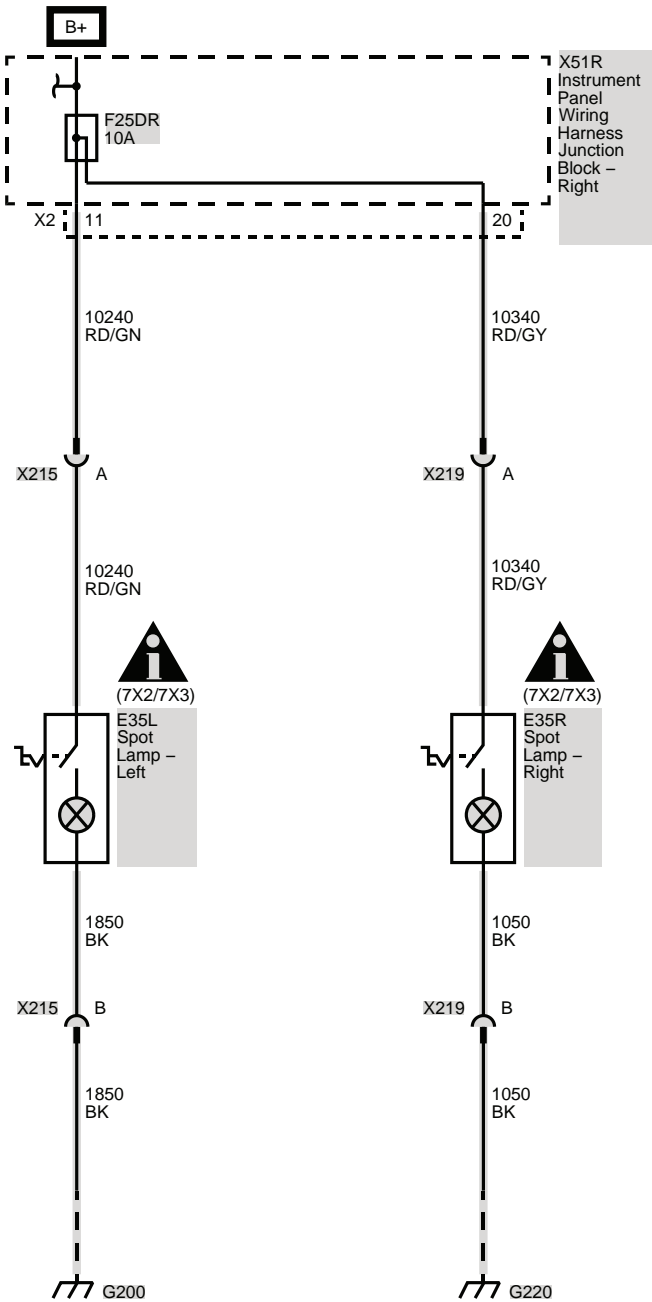 B+
X51R
Instrument
Panel
Wiring
Harness
Junction
Block –
Right
F25DR
10A
X2
11
20
10240
RD/GN
10340
RD/GY
X215
A
X219
A
10240
RD/GN
10340
RD/GY
i
(7X2/7X3)
i
(7X2/7X3)
E35L
Spot
Lamp –
Left
E35R
Spot
Lamp –
Right
1850
BK
1050
BK
X215
B
X219
B
1850
BK
1050
BK
G200
G220